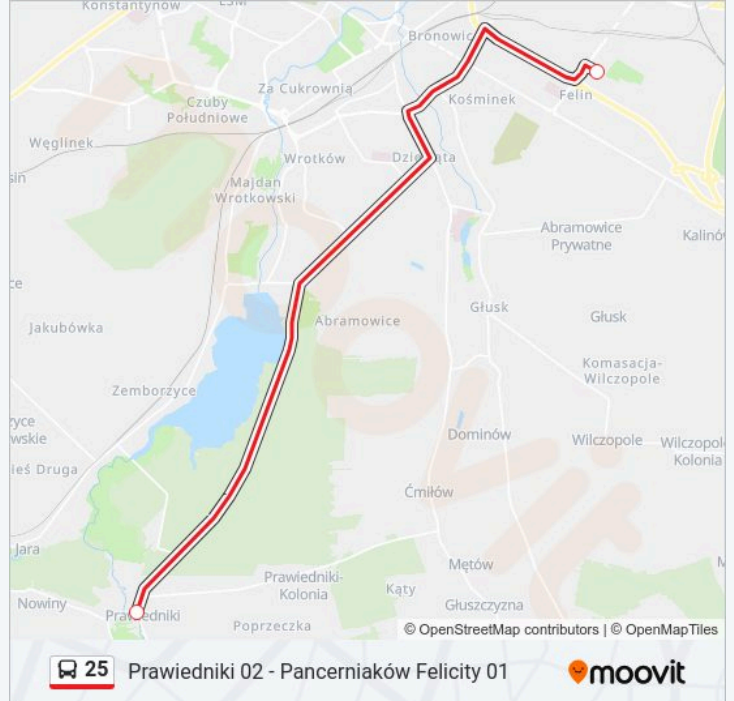 Konstantynów
LSM
Bronowice
Za Cukrownią
Czuby
Południowe
Kośminek
Felin
Węglinek
Wrotków
Dziesiąta
Majdan
Wrotkowski
Abramowice
Prywatne
Kalinów
Jakubówka
Abramowice
Głusk
Głusk
Komasacja-
Wilczopole
Zemborzyce
Dominów
Wilczopole
Wilczopole
Kolonia
Ćmiłów
Mętów
Prawiedniki-
Kolonia
Kąty
Nowiny
Prawiedniki
Głuszczyzna
Poprzeczka
© OpenStreetMap contributors | © OpenMapTiles
25 Prawiedniki 02 - Pancerniaków Felicity 01
moovit